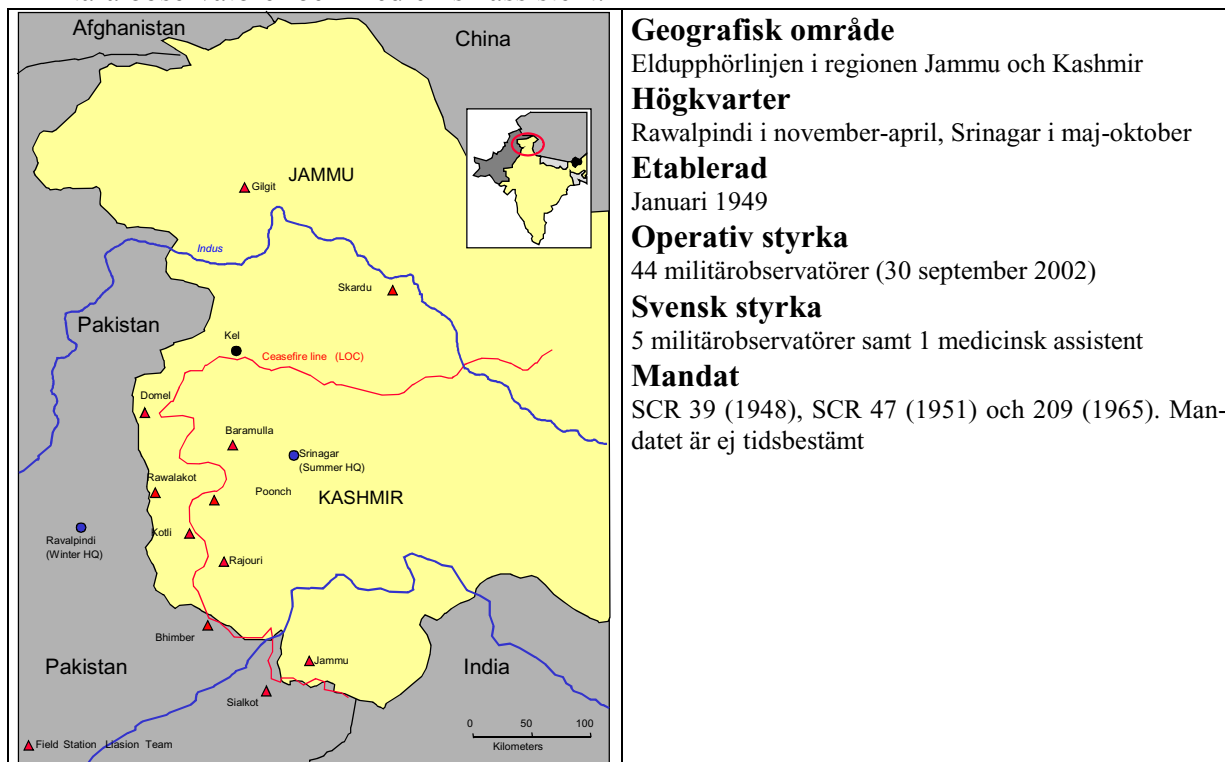 Afghanistan
China
JAMMU
Gilgit
Indus
Skardu
Pakistan
Kel
Ceasefire line (LOC)
Domel
Baramulla
Srinagar
(Summer HQ)
Rawalakot
Poonch
KASHMIR
Ravalpindi
(Winter HQ)
Kotli
Rajouri
Bhimber
Pakistan
Jammu
India
Sialkot
0 50 100
Kilometers
Field Station LIasion Team
Geografisk område
Eldupphörlinjen i regionen Jammu och Kashmir
Högkvarter
Rawalpindi i november-april, Srinagar i maj-oktober
Etablerad
Januari 1949
Operativ styrka
44 militärobservatörer (30 september 2002)
Svensk styrka
5 militärobservatörer samt 1 medicinsk assistent
Mandat
SCR 39 (1948), SCR 47 (1951) och 209 (1965). Man-
datet är ej tidsbestämt